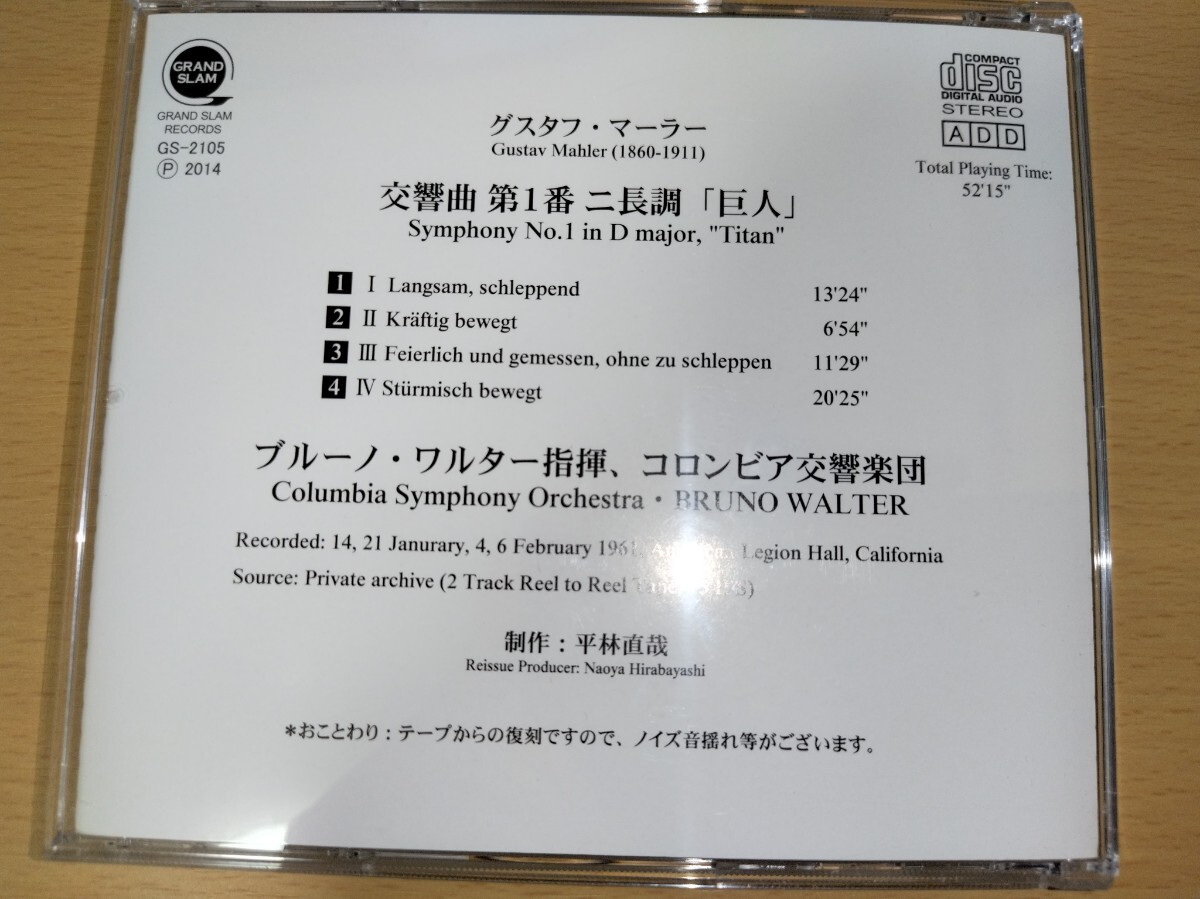 GRAND
SLAM
GRAND SLAM
RECORDS
GS-2105
Ⓟ 2014
COMPACT
disc
DIGITAL AUDIO
STEREO
ADD
Total Playing Time:
52'15"
グスタフ・マーラー
Gustav Mahler (1860-1911)
交響曲 第1番 ニ長調「巨人」
Symphony No.1 in D major, "Titan"
1 Ⅰ Langsam, schleppend 13'24"
2 Ⅱ Kräftig bewegt 6'54"
3 Ⅲ Feierlich und gemessen, ohne zu schleppen 11'29"
4 Ⅳ Stürmisch bewegt 20'25"
ブルーノ・ワルター指揮、コロンビア交響楽団
Columbia Symphony Orchestra・BRUNO WALTER
Recorded: 14, 21 Janurary, 4, 6 February 1961, American Legion Hall, California
Source: Private archive (2 Track Reel to Reel
制作：平林直哉
Reissue Producer: Naoya Hirabayashi
*おことわり：テープからの復刻ですので、ノイズ音揺れ等がございます。